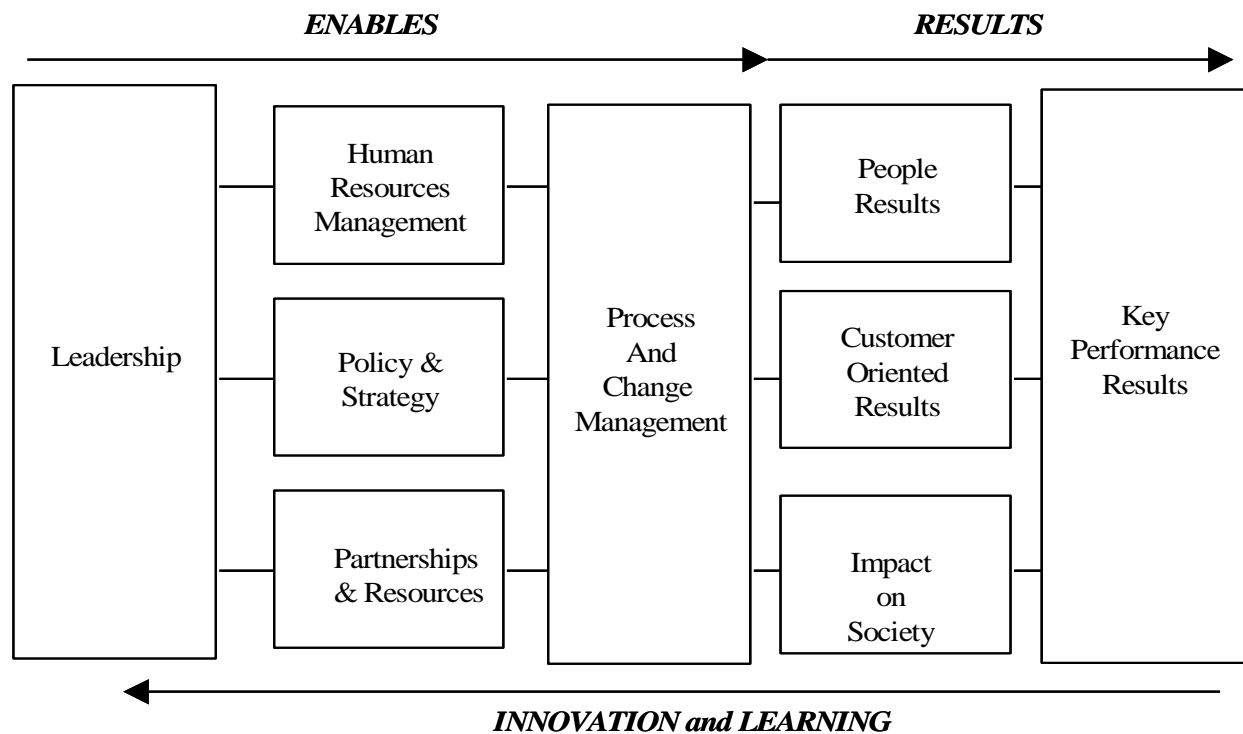 ENABLES
RESULTS
Leadership
Human
Resources
Management
Policy &
Strategy
Partnerships
& Resources
Process
And
Change
Management
People
Results
Customer
Oriented
Results
Impact
on
Society
Key
Performance
Results
INNOVATION and LEARNING